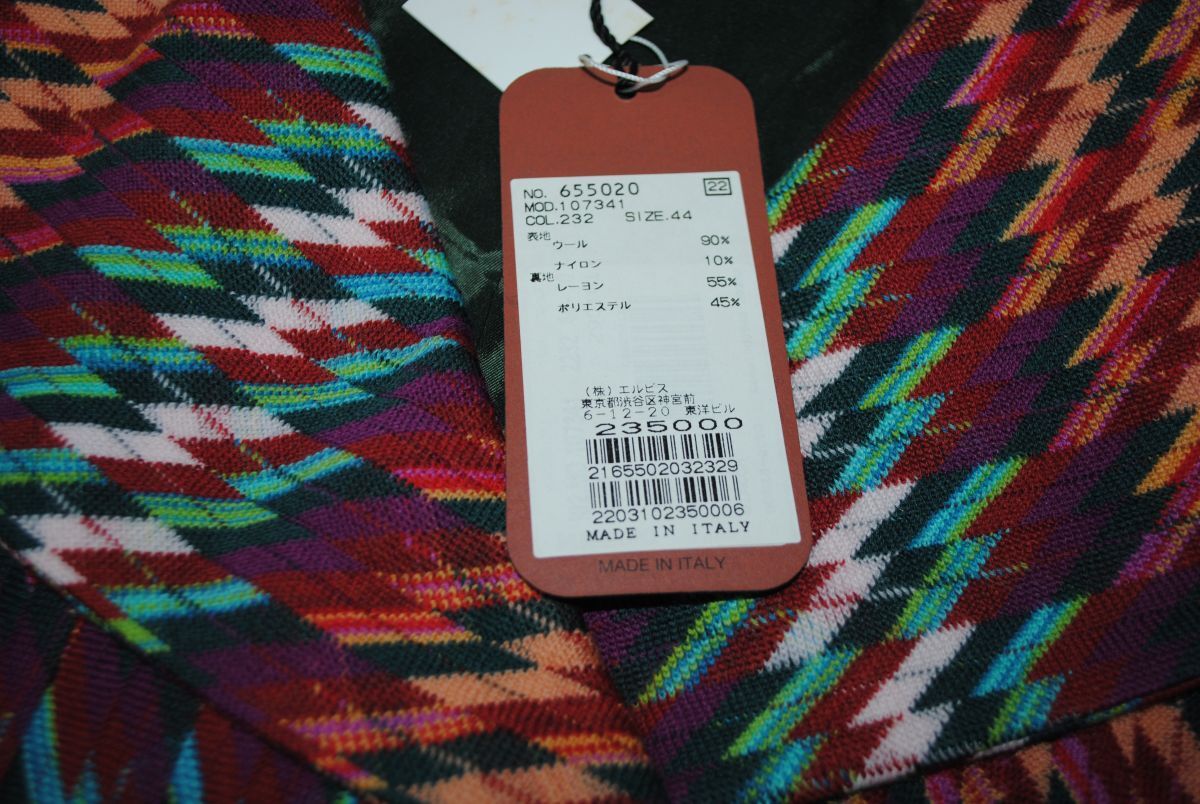 NO. 655020 22
MOD.107341
COL.232 SIZE.44
表地
ウール 90%
ナイロン 10%
裏地
レーヨン 55%
ポリエステル 45%
(株)エルビス
東京都渋谷区神宮前
6-12-20 東洋ビル
235000
2165502032329
2203102350006
MADE IN ITALY
MADE IN ITALY